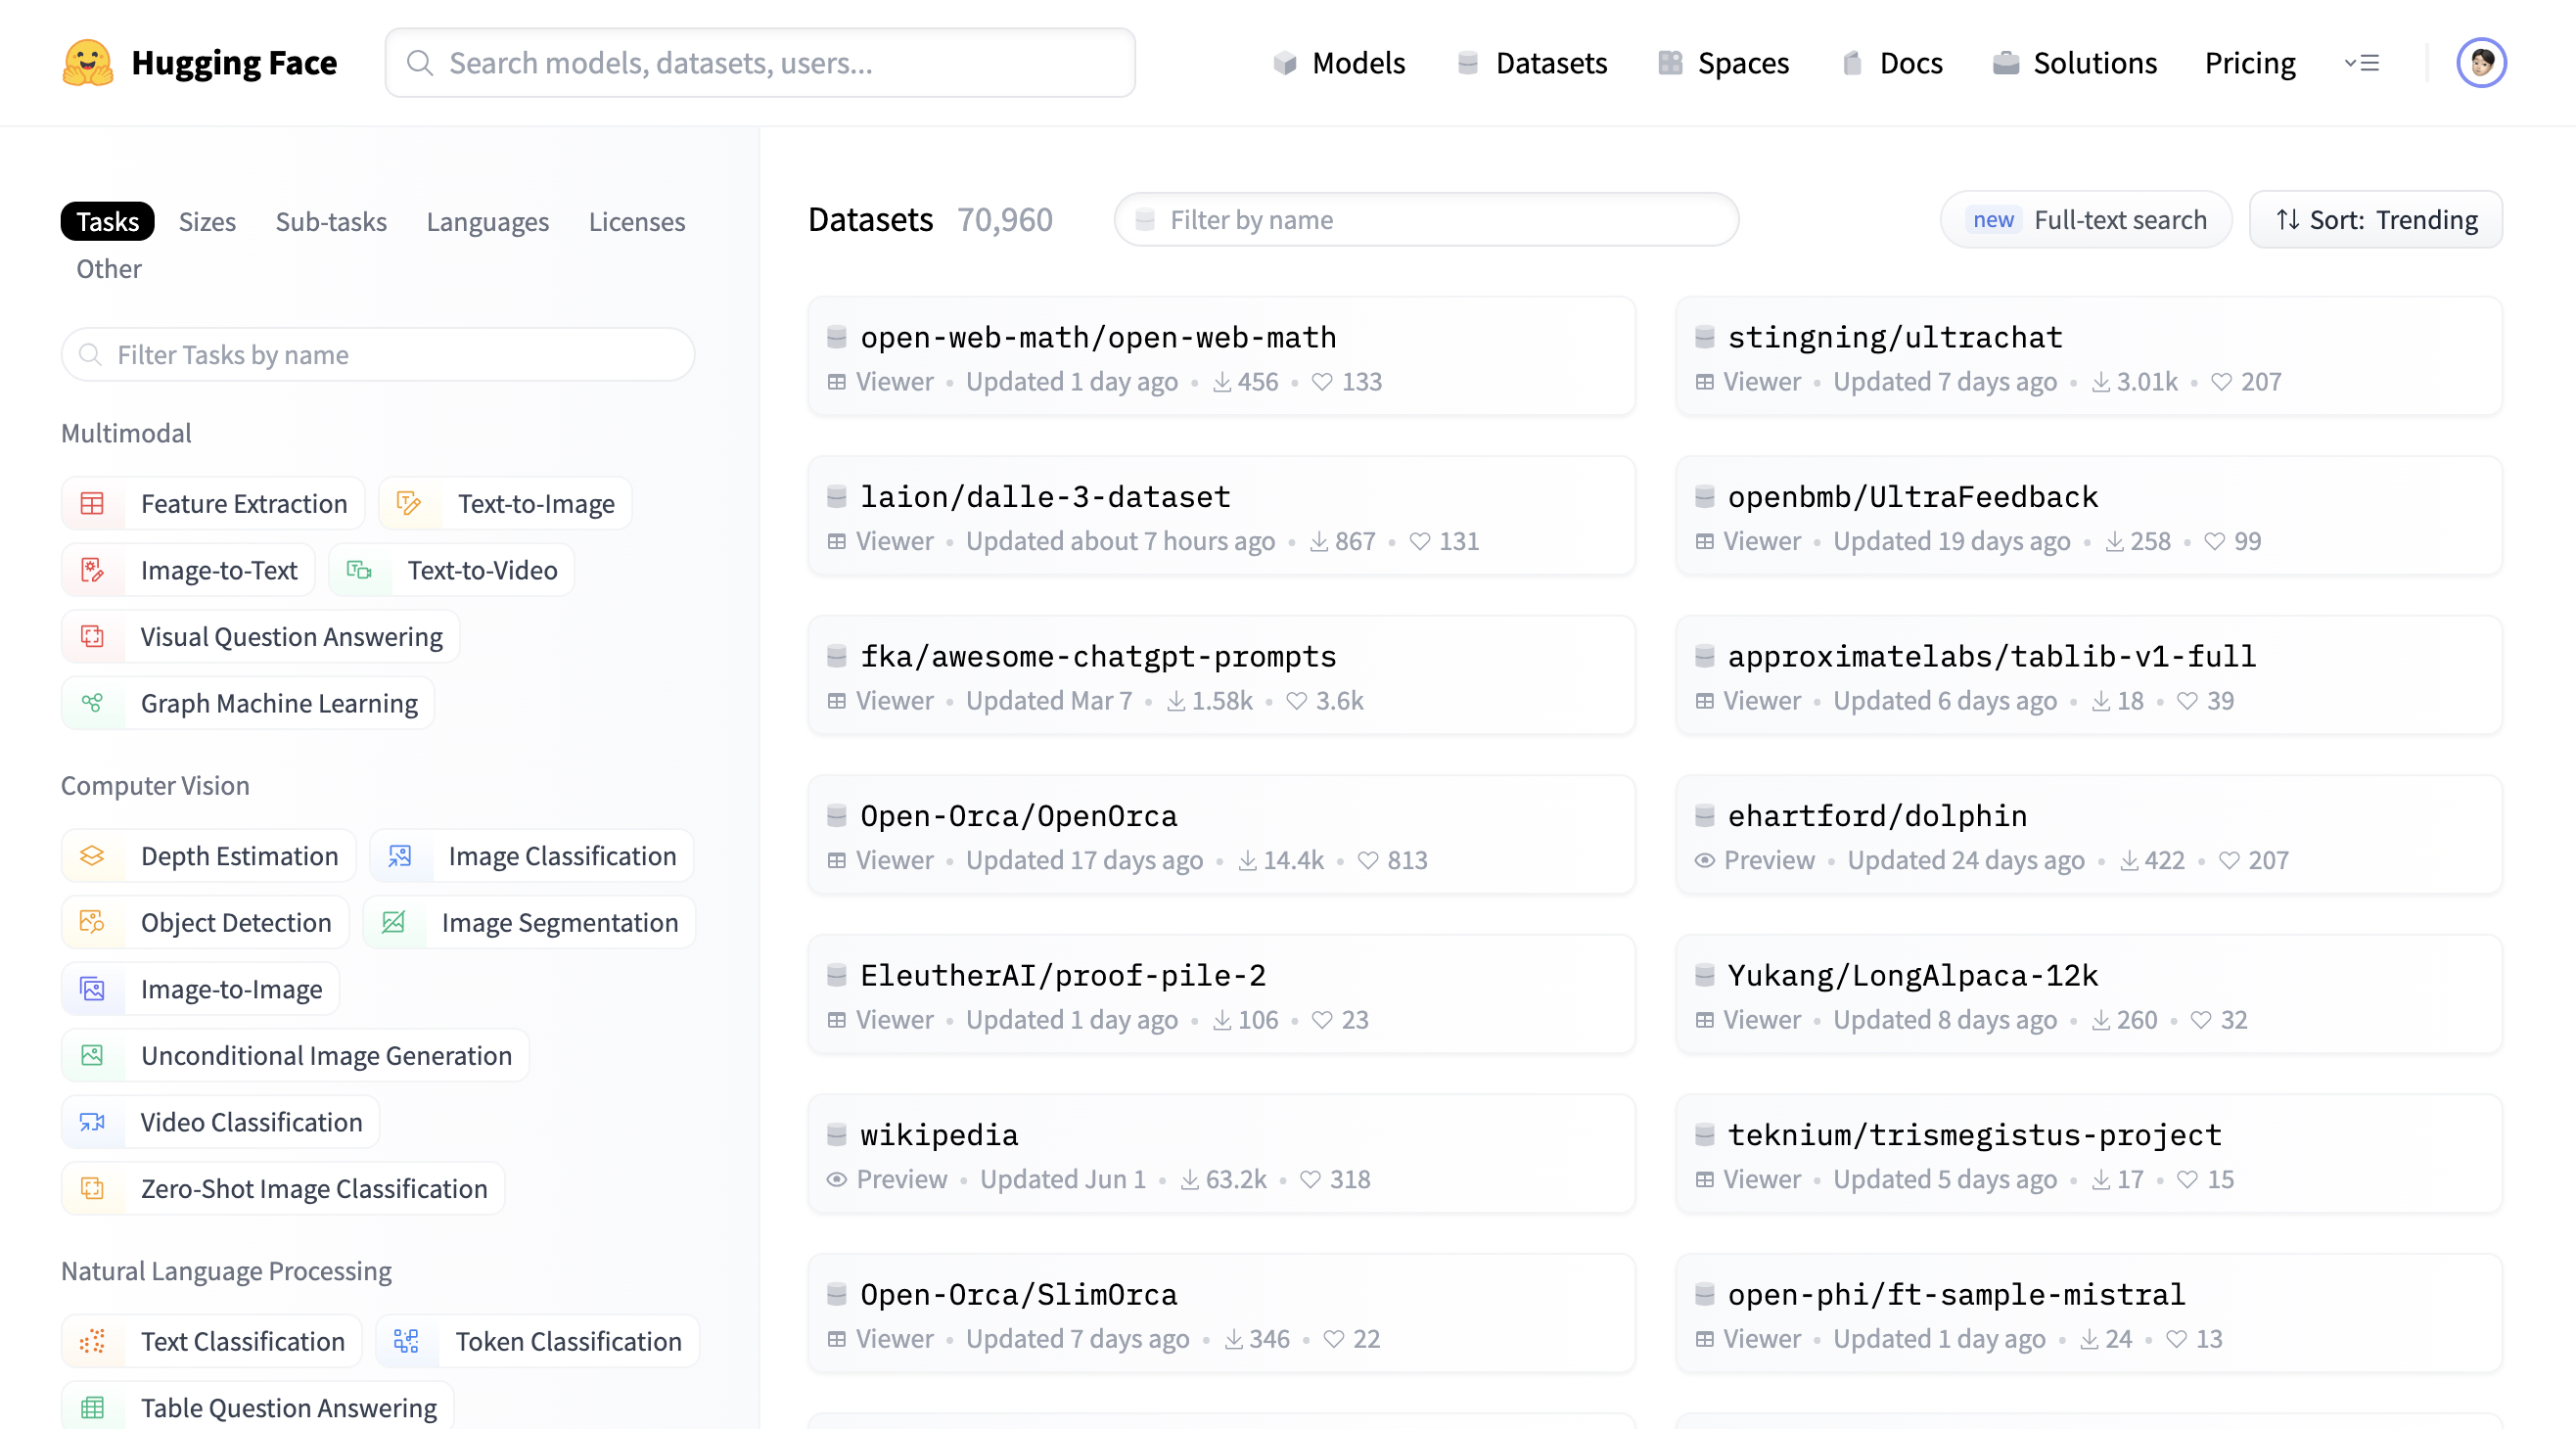 Hugging Face
Search models, datasets, users...
Models
Datasets
Spaces
Docs
Solutions
Pricing
Tasks
Sizes
Sub-tasks
Languages
Licenses
Other
Filter Tasks by name
Multimodal
Feature Extraction
Text-to-Image
Image-to-Text
Text-to-Video
Visual Question Answering
Graph Machine Learning
Computer Vision
Depth Estimation
Image Classification
Object Detection
Image Segmentation
Image-to-Image
Unconditional Image Generation
Video Classification
Zero-Shot Image Classification
Natural Language Processing
Text Classification
Token Classification
Table Question Answering
Datasets 70,960
Filter by name
new Full-text search
Sort: Trending
open-web-math/open-web-math
Viewer • Updated 1 day ago • 456 • 133
stingning/ultrachat
Viewer • Updated 7 days ago • 3.01k • 207
laion/dalle-3-dataset
Viewer • Updated about 7 hours ago • 867 • 131
openbmb/UltraFeedback
Viewer • Updated 19 days ago • 258 • 99
fka/awesome-chatgpt-prompts
Viewer • Updated Mar 7 • 1.58k • 3.6k
approximatelabs/tablib-v1-full
Viewer • Updated 6 days ago • 18 • 39
Open-Orca/OpenOrca
Viewer • Updated 17 days ago • 14.4k • 813
ehartford/dolphin
Preview • Updated 24 days ago • 422 • 207
EleutherAI/proof-pile-2
Viewer • Updated 1 day ago • 106 • 23
Yukang/LongAlpaca-12k
Viewer • Updated 8 days ago • 260 • 32
wikipedia
Preview • Updated Jun 1 • 63.2k • 318
teknium/trismegistus-project
Viewer • Updated 5 days ago • 17 • 15
Open-Orca/SlimOrca
Viewer • Updated 7 days ago • 346 • 22
open-phi/ft-sample-mistral
Viewer • Updated 1 day ago • 24 • 13